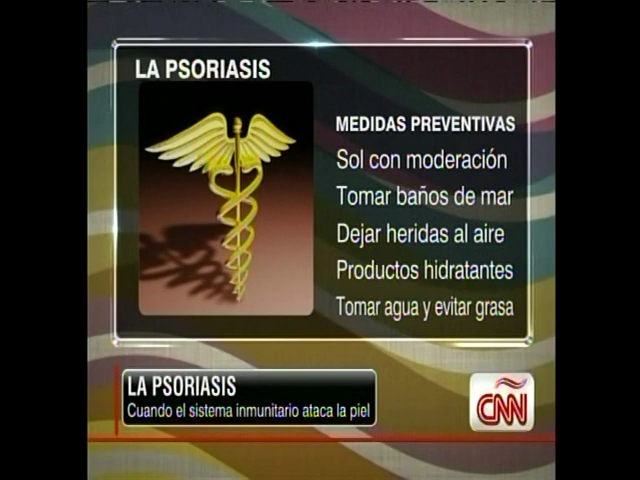 LA PSORIASIS
MEDIDAS PREVENTIVAS
Sol con moderación
Tomar baños de mar
Dejar heridas al aire
Productos hidratantes
Tomar agua y evitar grasa
LA PSORIASIS
Cuando el sistema inmunitario ataca la piel
CNN